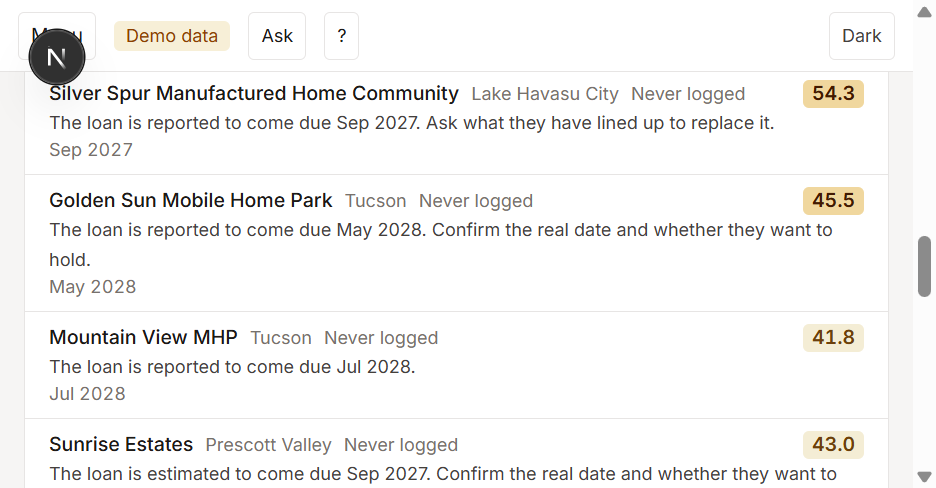 Menu
Demo data
Ask
?
Dark
N
Silver Spur Manufactured Home Community Lake Havasu City Never logged 54.3
The loan is reported to come due Sep 2027. Ask what they have lined up to replace it.
Sep 2027
Golden Sun Mobile Home Park Tucson Never logged 45.5
The loan is reported to come due May 2028. Confirm the real date and whether they want to
hold.
May 2028
Mountain View MHP Tucson Never logged 41.8
The loan is reported to come due Jul 2028.
Jul 2028
Sunrise Estates Prescott Valley Never logged 43.0
The loan is estimated to come due Sep 2027. Confirm the real date and whether they want to